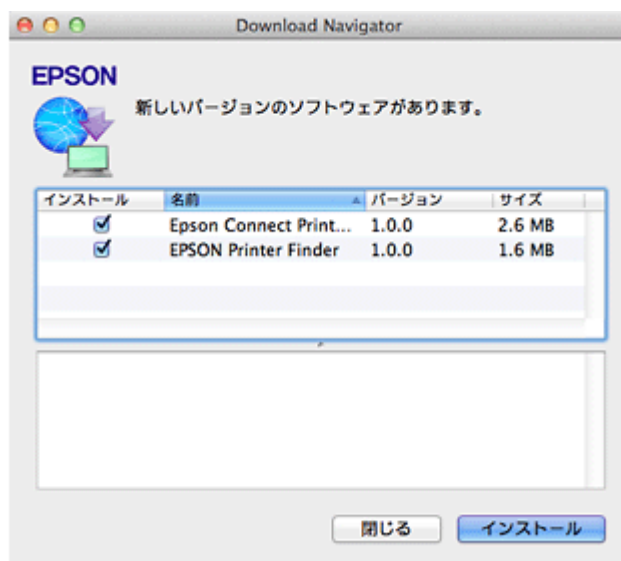 Download Navigator
EPSON
新しいバージョンのソフトウェアがあります。
インストール 名前 バージョン サイズ
Epson Connect Print... 1.0.0 2.6 MB
EPSON Printer Finder 1.0.0 1.6 MB
閉じる インストール